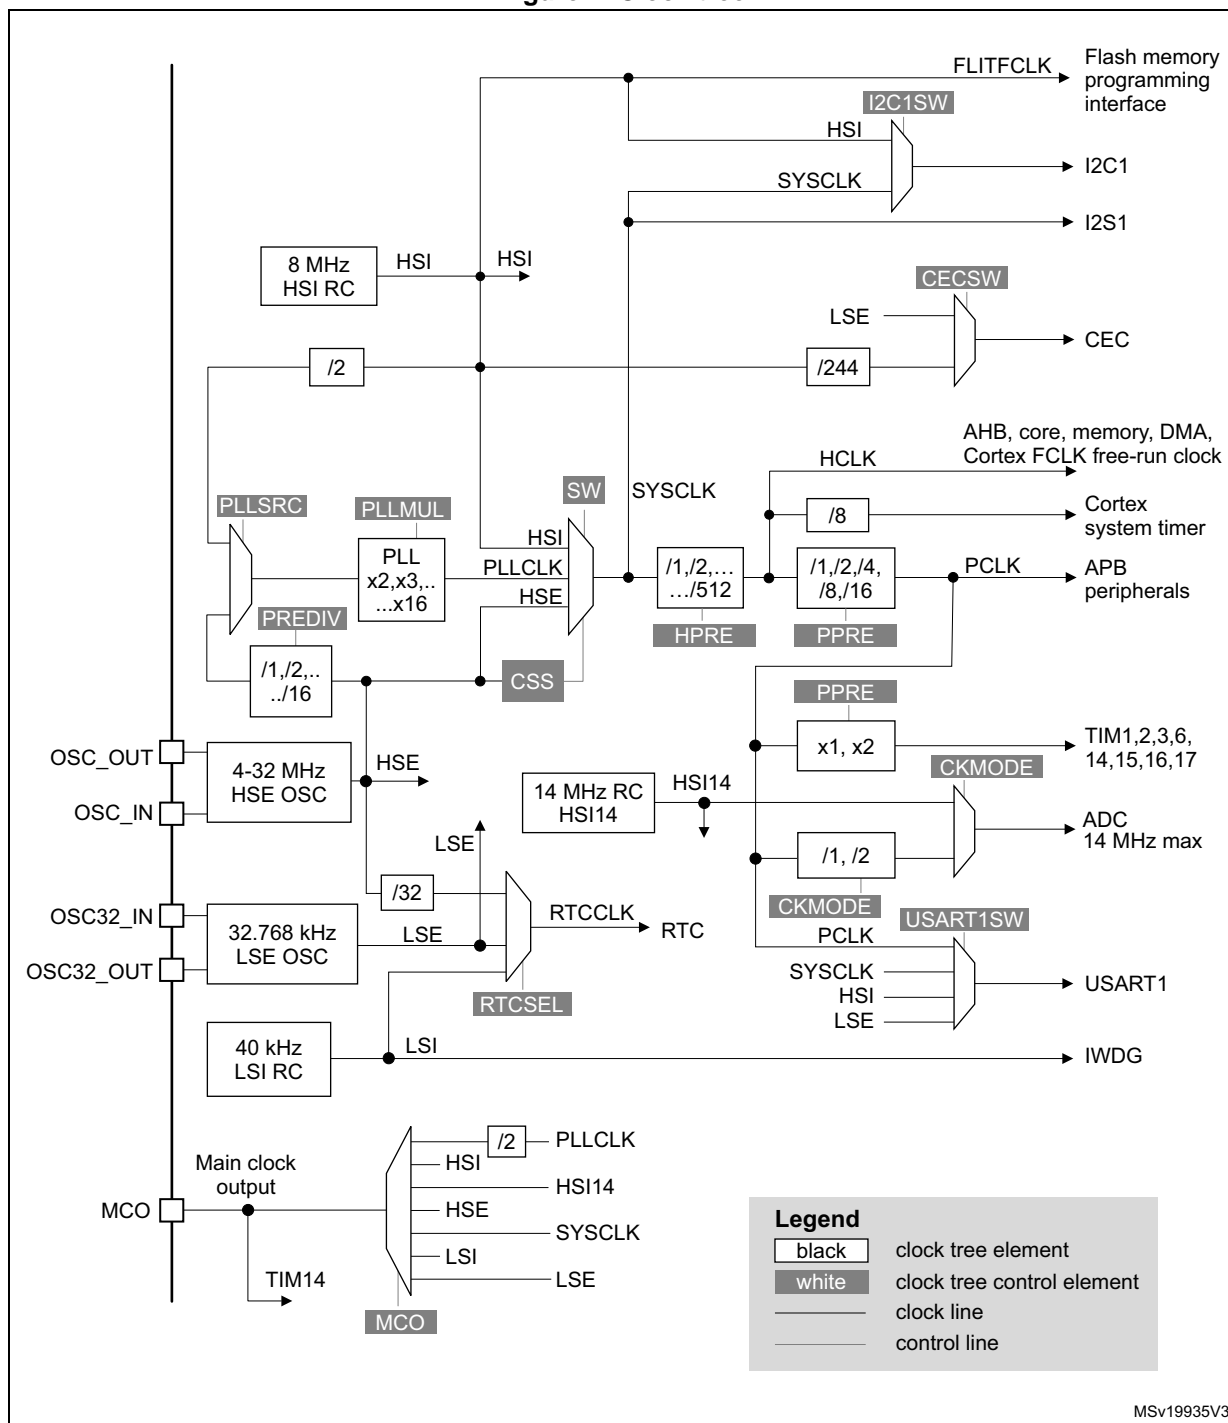 FLITFCLK
Flash memory
programming
interface
I2C1SW
HSI
I2C1
SYSCLK
I2S1
8 MHz
HSI RC
HSI
HSI
CECSW
LSE
CEC
/2
/244
AHB, core, memory, DMA,
Cortex FCLK free-run clock
HCLK
PLLSRC
PLLMUL
SW
SYSCLK
/8
Cortex
system timer
PLL
x2,x3,..
...x16
HSI
PLLCLK
HSE
/1,/2,…
…/512
/1,/2,/4,
/8,/16
PCLK
APB
peripherals
PREDIV
HPRE
PPRE
/1,/2,..
../16
CSS
PPRE
OSC_OUT
OSC_IN
4-32 MHz
HSE OSC
HSE
x1, x2
TIM1,2,3,6,
14,15,16,17
14 MHz RC
HSI14
HSI14
CKMODE
ADC
14 MHz max
LSE
/1, /2
CKMODE
/32
OSC32_IN
OSC32_OUT
32.768 kHz
LSE OSC
LSE
RTCCLK
RTC
RTCSEL
USART1SW
PCLK
SYSCLK
HSI
LSE
USART1
40 kHz
LSI RC
LSI
IWDG
/2
PLLCLK
HSI
HSI14
HSE
SYSCLK
LSI
LSE
Main clock
output
MCO
TIM14
MCO
Legend
black
clock tree element
white
clock tree control element
clock line
control line
MSv19935V3